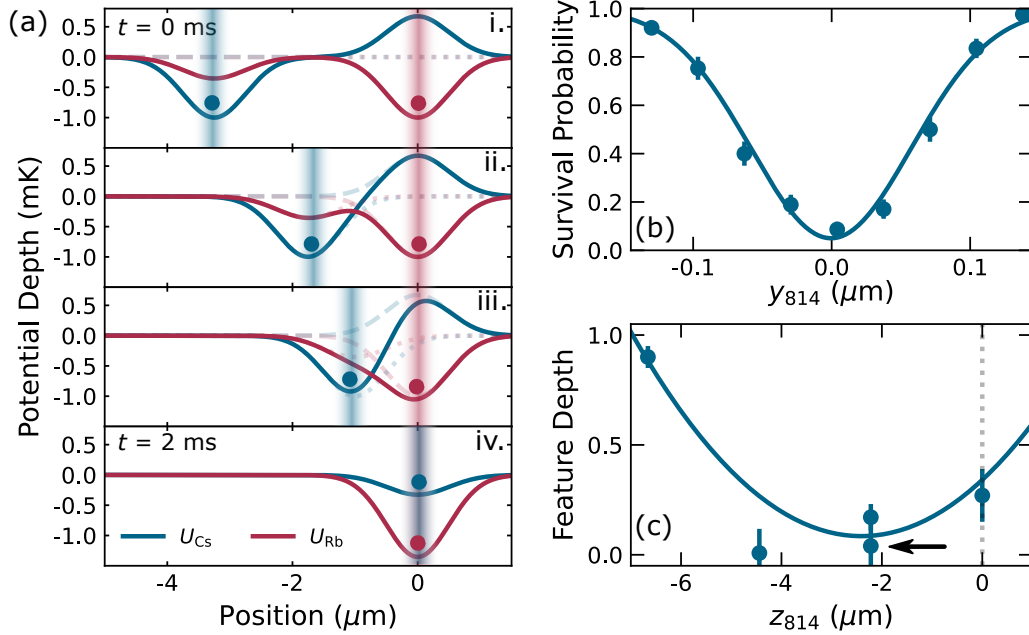 (a)
t = 0 ms
i.
0.5
0.0
-0.5
-1.0
ii.
0.5
0.0
-0.5
-1.0
iii.
0.5
0.0
-0.5
-1.0
t = 2 ms
iv.
0.5
0.0
-0.5
-1.0
U_Cs
U_Rb
-4
-2
0
Position (μm)
Potential Depth (mK)
(b)
Survival Probability
1.0
0.8
0.6
0.4
0.2
0.0
-0.1
0.0
0.1
y_814 (μm)
(c)
Feature Depth
1.0
0.5
0.0
-6
-4
-2
0
z_814 (μm)